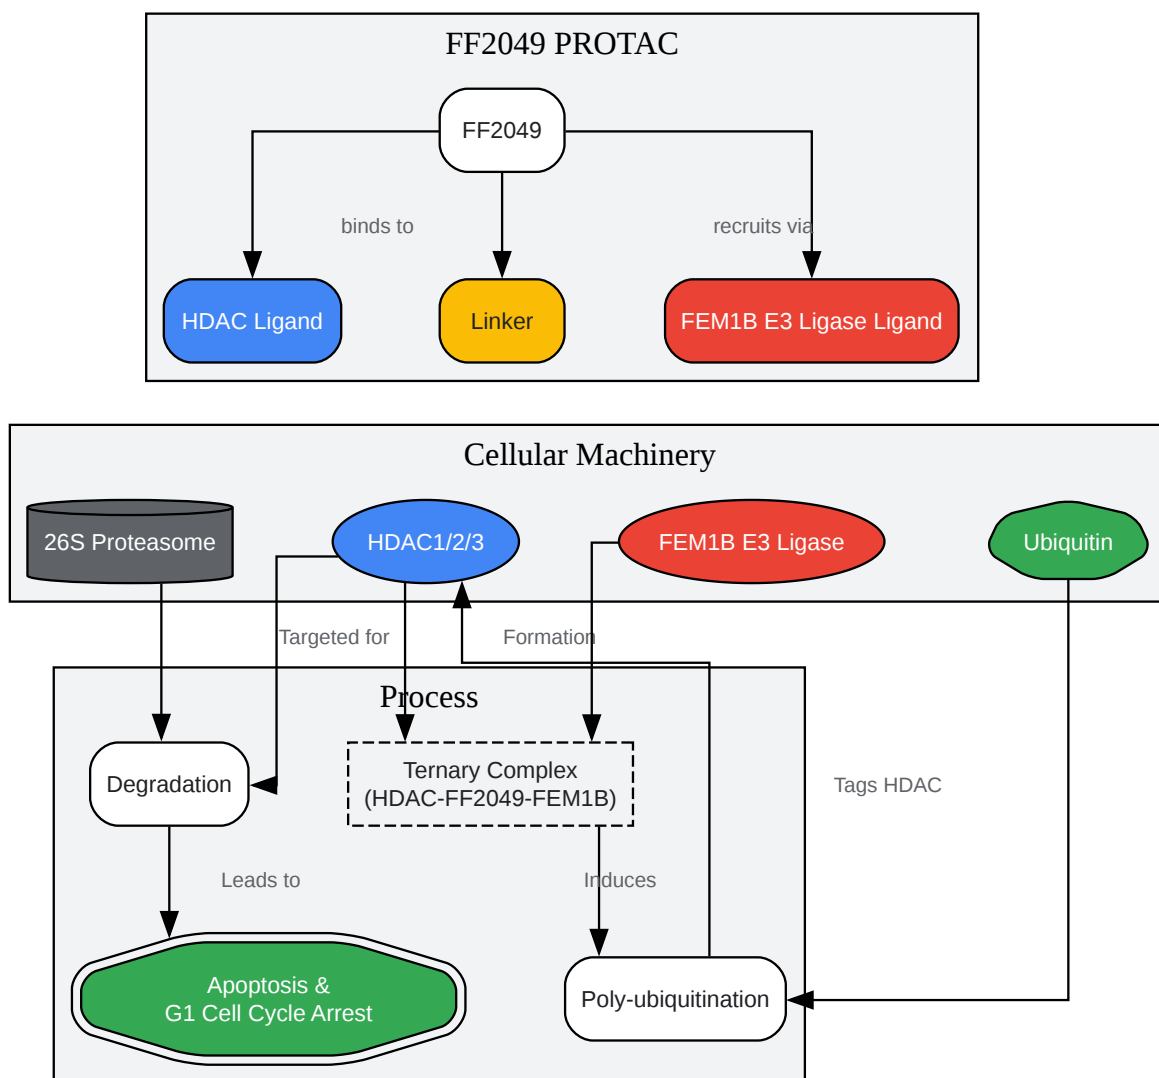 FF2049 PROTAC
FF2049
binds to
recruits via
HDAC Ligand
Linker
FEM1B E3 Ligase Ligand
Cellular Machinery
26S Proteasome
HDAC1/2/3
FEM1B E3 Ligase
Ubiquitin
Targeted for
Formation
Process
Degradation
Ternary Complex
(HDAC-FF2049-FEM1B)
Tags HDAC
Leads to
Induces
Apoptosis &
G1 Cell Cycle Arrest
Poly-ubiquitination